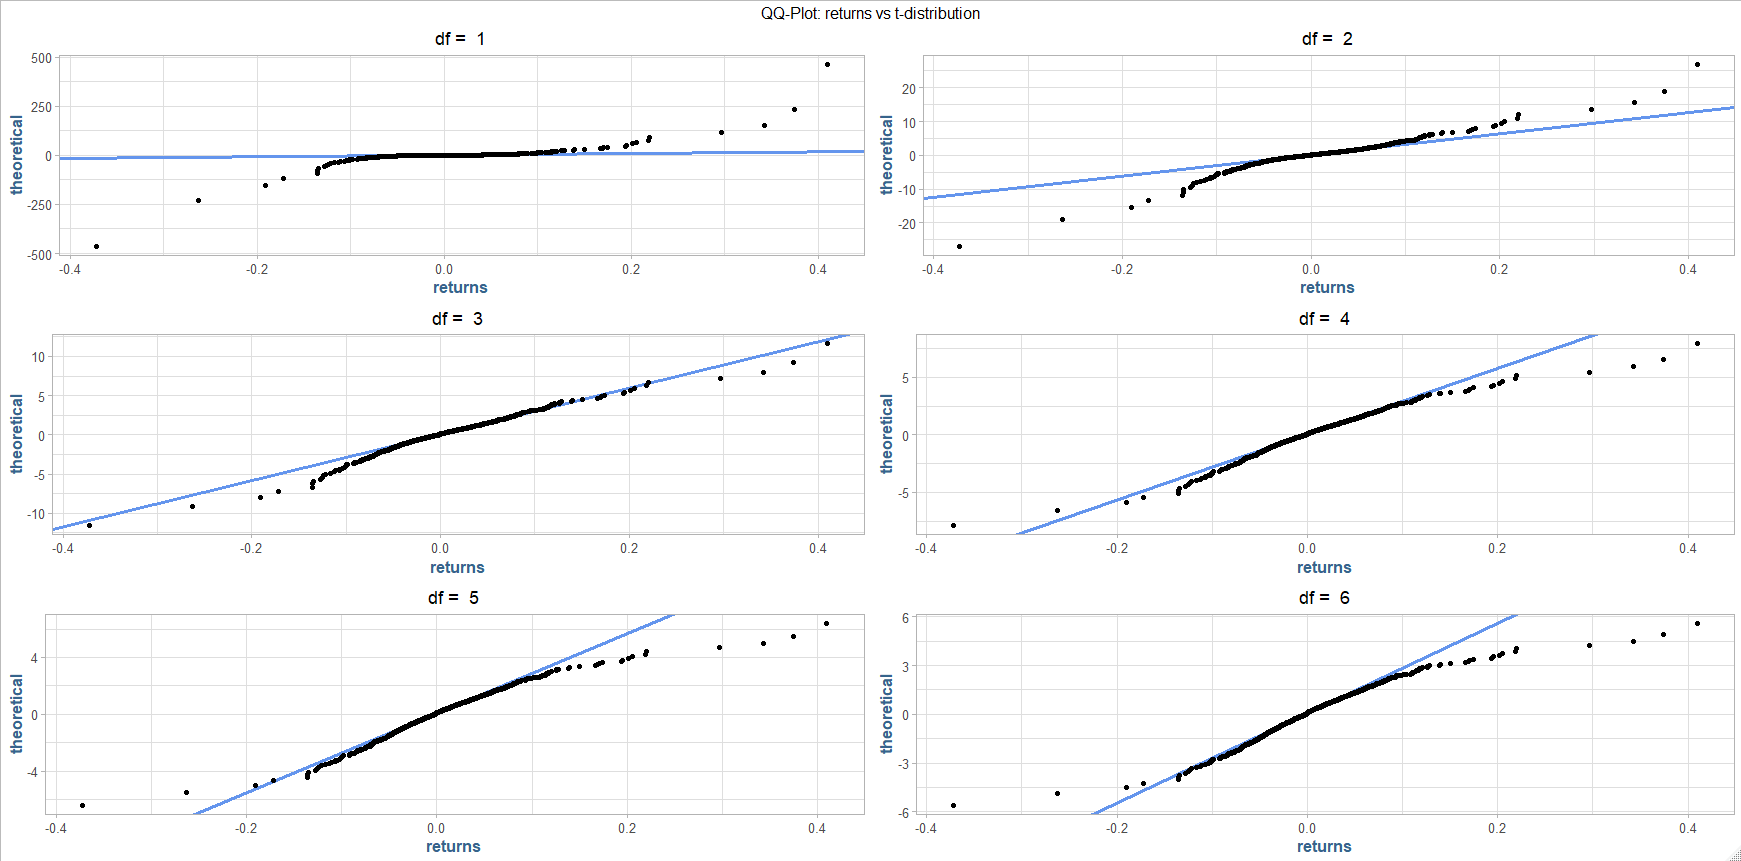 QQ-Plot: returns vs t-distribution
df = 1
500
250
0
-250
-500
theoretical
-0.4 -0.2 0.0 0.2 0.4
returns
df = 2
20
10
0
-10
-20
theoretical
-0.4 -0.2 0.0 0.2 0.4
returns
df = 3
10
5
0
-5
-10
theoretical
-0.4 -0.2 0.0 0.2 0.4
returns
df = 4
5
0
-5
theoretical
-0.4 -0.2 0.0 0.2 0.4
returns
df = 5
4
0
-4
theoretical
-0.4 -0.2 0.0 0.2 0.4
returns
df = 6
6
3
0
-3
-6
theoretical
-0.4 -0.2 0.0 0.2 0.4
returns